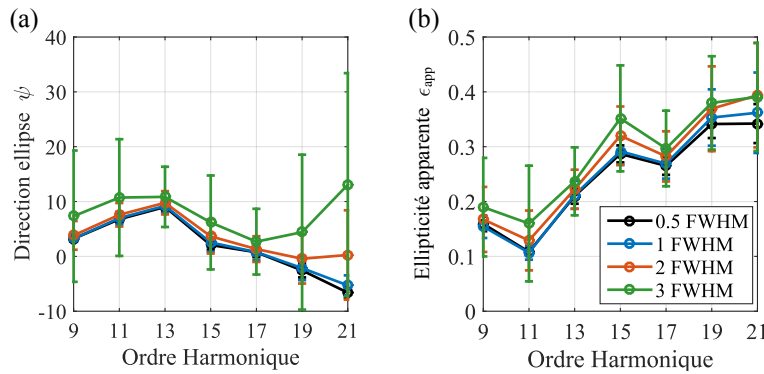 (a)
40
30
20
10
0
-10
Direction ellipse ψ
9 11 13 15 17 19 21
Ordre Harmonique
(b)
0.5
0.4
0.3
0.2
0.1
0
Ellipticité apparente ϵapp
9 11 13 15 17 19 21
Ordre Harmonique
0.5 FWHM
1 FWHM
2 FWHM
3 FWHM